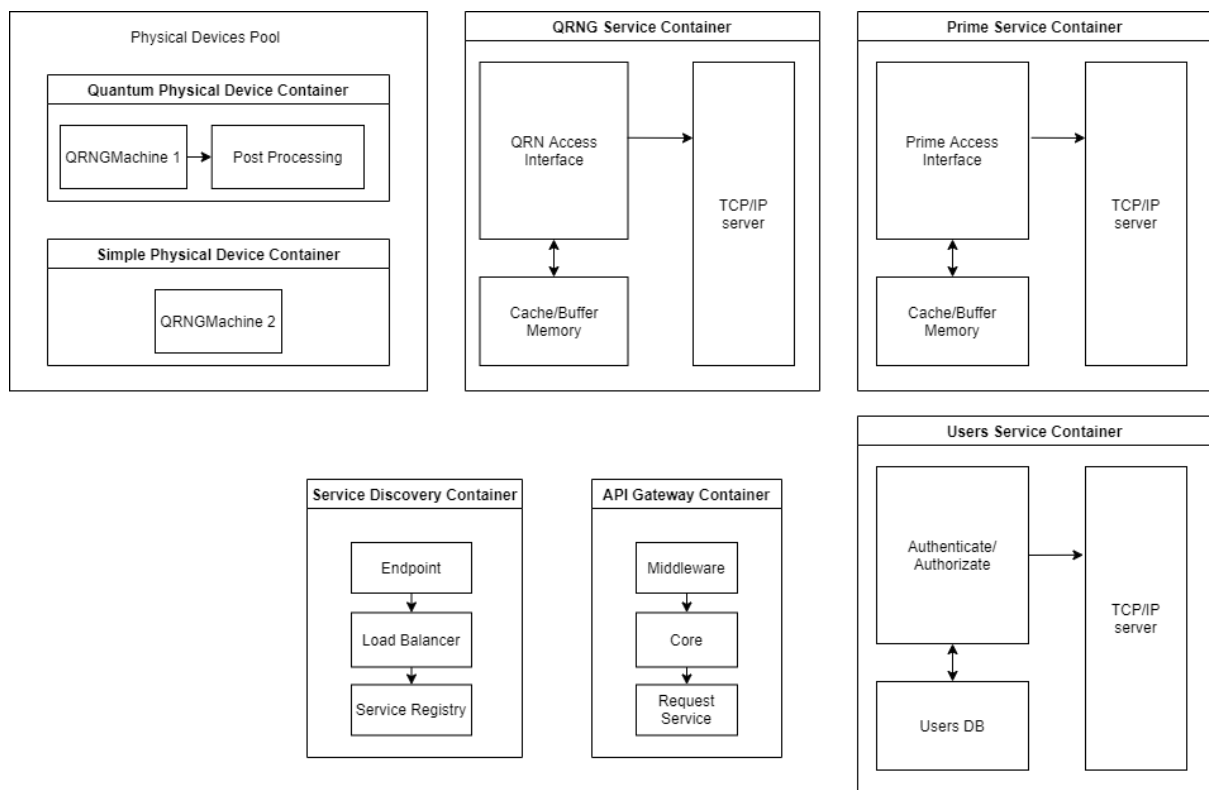 Physical Devices Pool
Quantum Physical Device Container
QRNGMachine 1
Post Processing
Simple Physical Device Container
QRNGMachine 2
QRNG Service Container
QRN Access
Interface
TCP/IP
server
Cache/Buffer
Memory
Prime Service Container
Prime Access
Interface
TCP/IP
server
Cache/Buffer
Memory
Service Discovery Container
Endpoint
Load Balancer
Service Registry
API Gateway Container
Middleware
Core
Request
Service
Users Service Container
Authenticate/
Authorizate
TCP/IP
server
Users DB